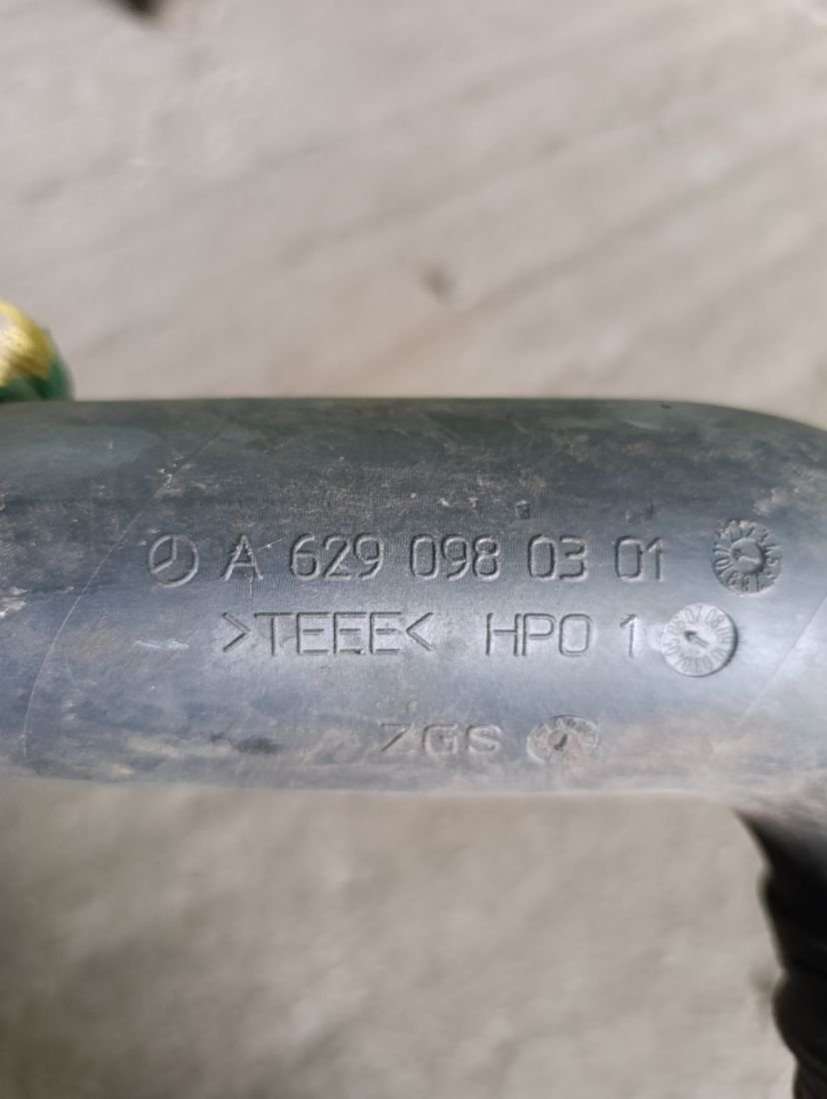 A 629 098 03 01
>TEEE< HPO 1
ZGS